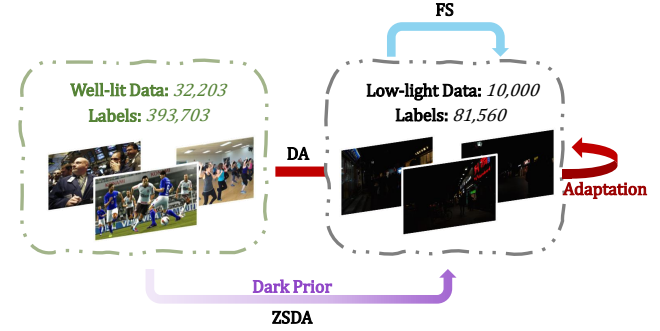 FS
Well-lit Data: 32,203
Labels: 393,703
Low-light Data: 10,000
Labels: 81,560
DA
Adaptation
Dark Prior
ZSDA